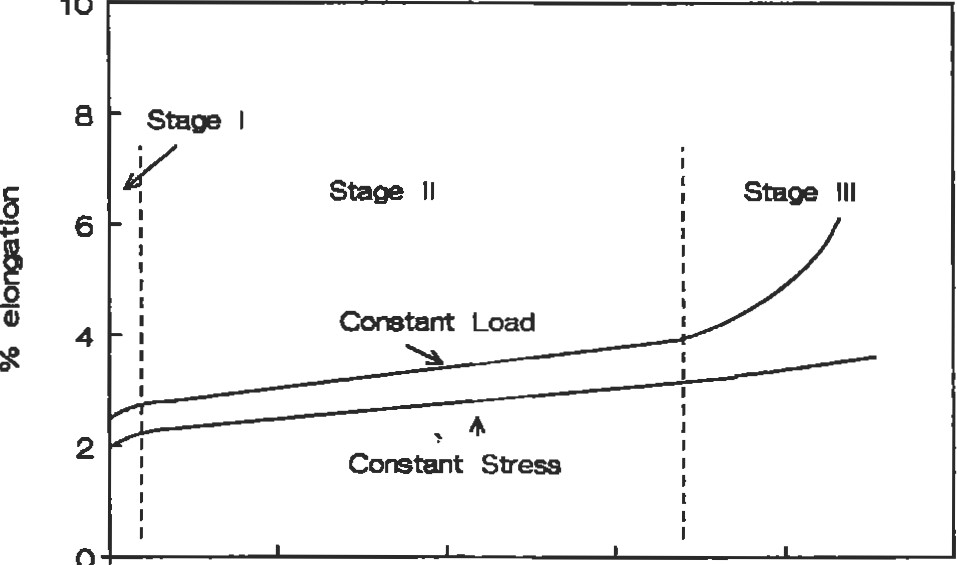 10
8
Stage I
Stage II
Stage III
6
% elongation
Constant Load
4
2
Constant Stress
0